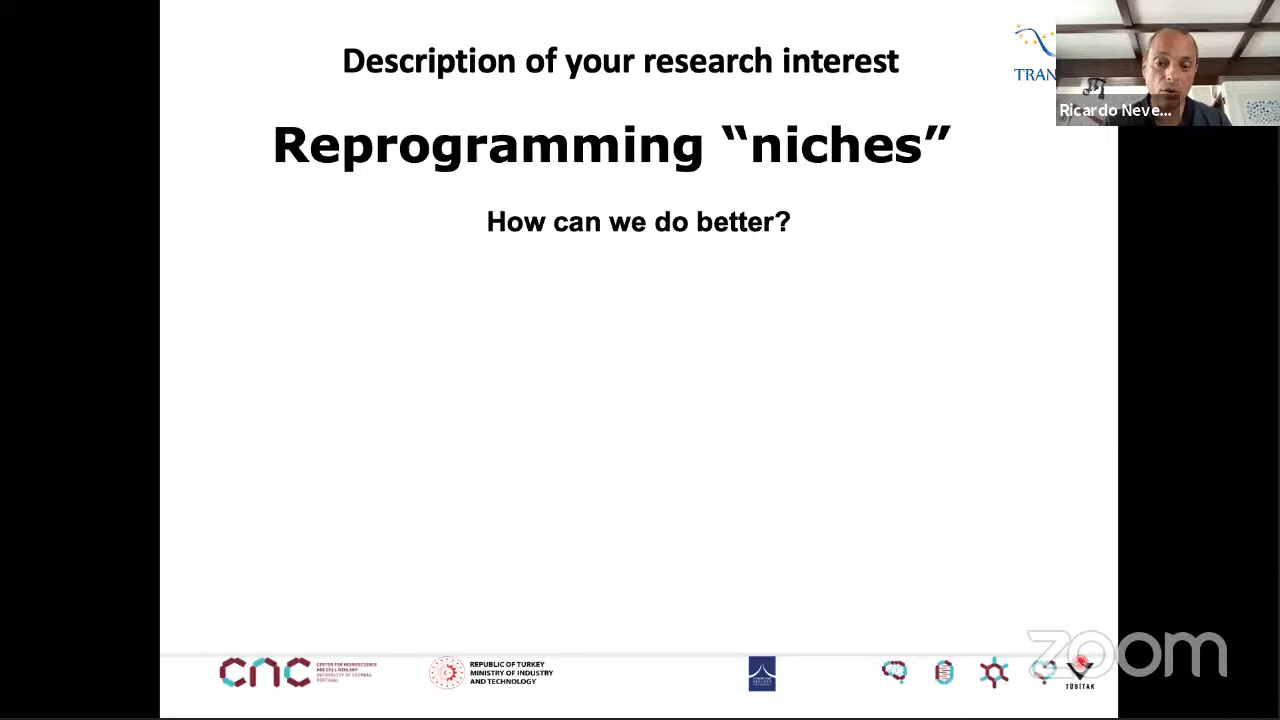 Description of your research interest
TRAN
Ricardo Neve...
Reprogramming “niches”
How can we do better?
cnc
CENTER FOR NEUROSCIENCE
AND CELL BIOLOGY
UNIVERSITY OF COIMBRA
PORTUGAL
REPUBLIC OF TURKEY
MINISTRY OF INDUSTRY
AND TECHNOLOGY
TÜBİTAK
zoom